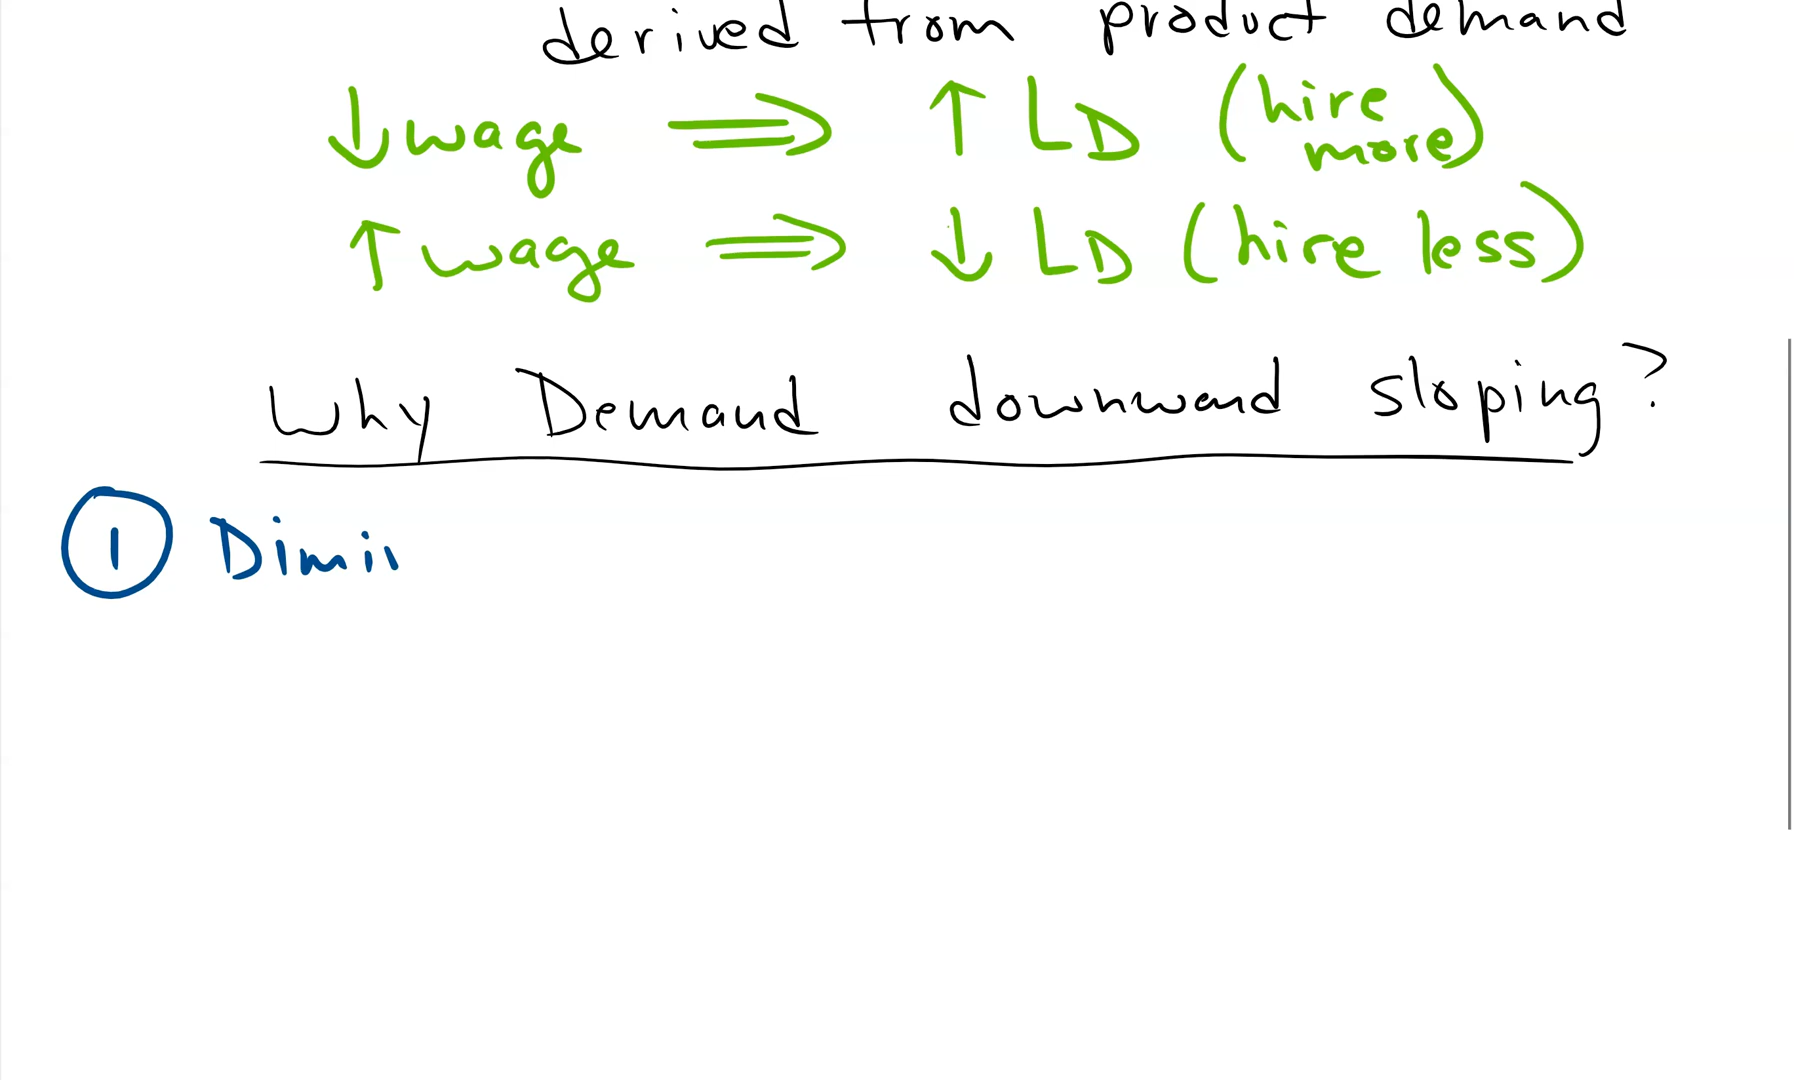 derived from product demand
↓ wage ⇒ ↑ LD (hire more)
↑ wage ⇒ ↓ LD (hire less)
Why Demand downward sloping?
① Dimi